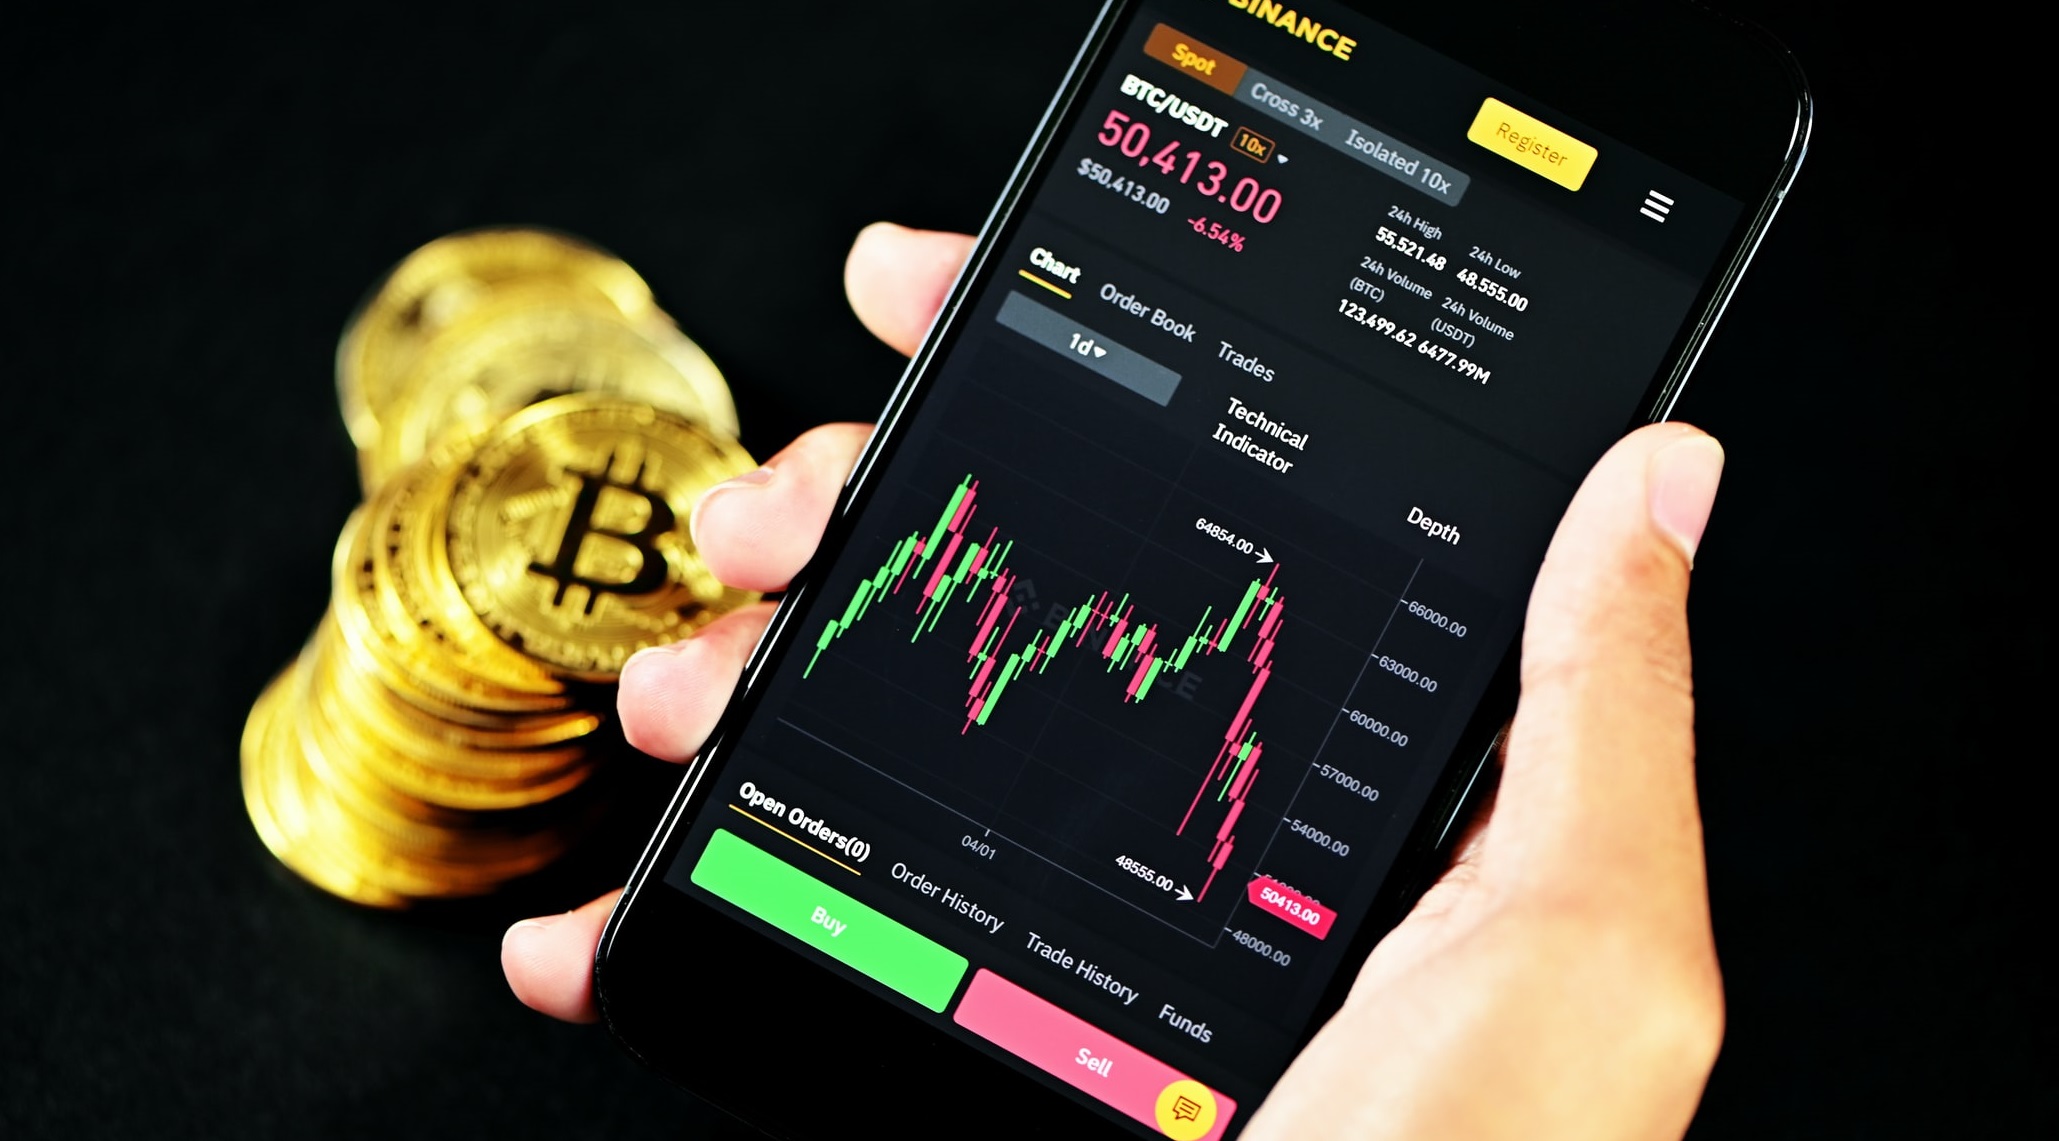 BINANCE
Spot
Cross 3x
Isolated 10x
Register
BTC/USDT
10x
50,413.00
$50,413.00
-6.54%
24h High
55,521.48
24h Low
48,555.00
24h Volume
(BTC)
123,499.62
24h Volume
(USDT)
6477.99M
Chart
Order Book
Trades
1d
Technical
Indicator
Depth
64854.00
BINANCE
66000.00
63000.00
60000.00
57000.00
54000.00
50413.00
48000.00
48555.00
04/01
Open Orders(0)
Order History
Trade History
Funds
Buy
Sell
B